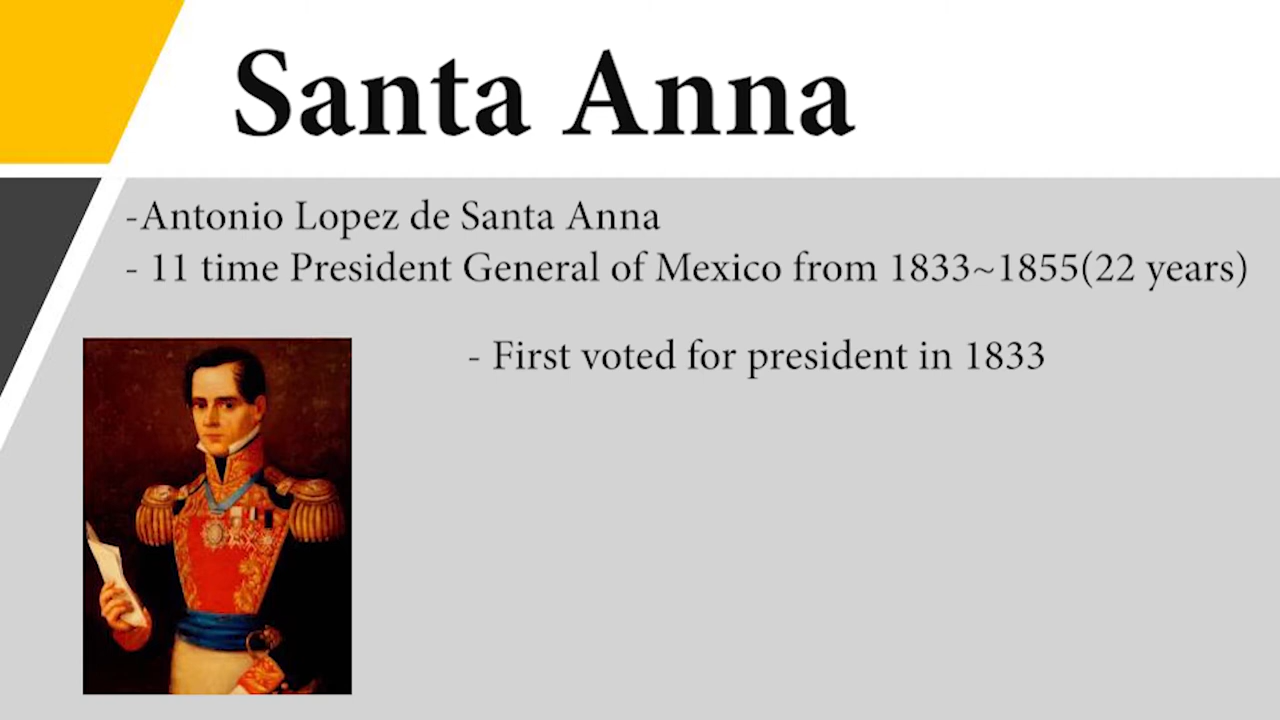 Santa Anna
-Antonio Lopez de Santa Anna
- 11 time President General of Mexico from 1833~1855(22 years)
- First voted for president in 1833